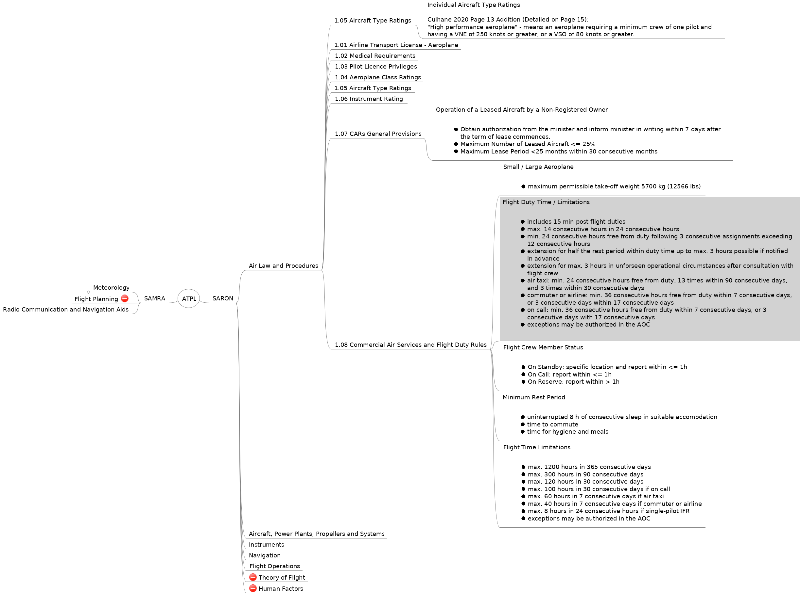 Individual Aircraft Type Ratings
Culhane 2020 Page 13 Addition (Detailed on Page 15):
"High performance aeroplane" - means an aeroplane requiring a minimum crew of one pilot and
having a VNE of 250 knots or greater, or a VSO of 80 knots or greater.
1.05 Aircraft Type Ratings
1.01 Airline Transport License - Aeroplane
1.02 Medical Requirements
1.03 Pilot Licence Privileges
1.04 Aeroplane Class Ratings
1.05 Aircraft Type Ratings
1.06 Instrument Rating
1.07 CARs General Provisions
Operation of a Leased Aircraft by a Non Registered Owner
Obtain authorization from the minister and inform minister in writing within 7 days after
the term of lease commences.
Maximum Number of Leased Aircraft <= 25%
Maximum Lease Period <25 months within 30 consecutive months
Small / Large Aeroplane
maximum permissible take-off weight 5700 kg (12566 lbs)
Flight Duty Time / Limitations
includes 15 min post flight duties
max. 14 consecutive hours in 24 consecutive hours
min. 24 consecutive hours free from duty following 3 consecutive assignments exceeding
12 consecutive hours
extension for half the rest period within duty time up to max. 3 hours possible if notified
in advance
extension for max. 3 hours in unforseen operational circumstances after consultation with
flight crew
air taxi: min. 24 consecutive hours free from duty, 13 times within 90 consecutive days,
and 3 times within 30 consecutive days
commuter or airline: min. 36 consecutive hours free from duty within 7 consecutive days,
or 3 consecutive days within 17 consecutive days
on call: min. 36 consecutive hours free from duty within 7 consecutive days, or 3
consecutive days with 17 consecutive days
exceptions may be authorized in the AOC
1.08 Commercial Air Services and Flight Duty Rules
Flight Crew Member Status
On Standby: specific location and report within <= 1h
On Call: report within <= 1h
On Reserve: report within > 1h
Minimum Rest Period
uninterrupted 8 h of consecutive sleep in suitable accomodation
time to commute
time for hygiene and meals
Flight Time Limitations
max. 1200 hours in 365 consecutive days
max. 300 hours in 90 consecutive days
max. 120 hours in 30 consecutive days
max. 100 hours in 30 consecutive days if on call
max. 60 hours in 7 consecutive days if air taxi
max. 40 hours in 7 consecutive days if commuter or airline
max. 8 hours in 24 consecutive hours if single-pilot IFR
exceptions may be authorized in the AOC
Air Law and Procedures
Meteorology
Flight Planning
Radio Communication and Navigation Aids
SAMRA
ATPL
SARON
Aircraft, Power Plants, Propellers and Systems
Instruments
Navigation
Flight Operations
Theory of Flight
Human Factors